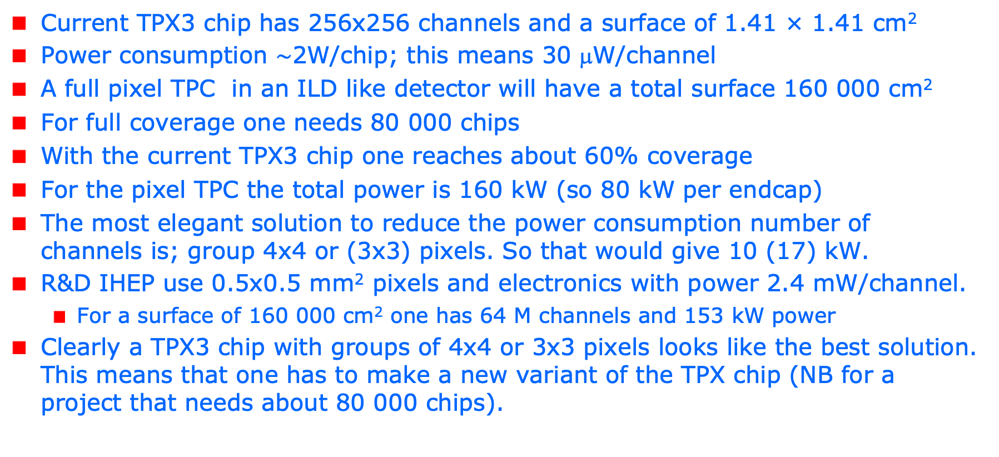 Current TPX3 chip has 256x256 channels and a surface of 1.41 × 1.41 cm²
Power consumption ~2W/chip; this means 30 μW/channel
A full pixel TPC  in an ILD like detector will have a total surface 160 000 cm²
For full coverage one needs 80 000 chips
With the current TPX3 chip one reaches about 60% coverage
For the pixel TPC the total power is 160 kW (so 80 kW per endcap)
The most elegant solution to reduce the power consumption number of
channels is; group 4x4 or (3x3) pixels. So that would give 10 (17) kW.
R&D IHEP use 0.5x0.5 mm² pixels and electronics with power 2.4 mW/channel.
For a surface of 160 000 cm² one has 64 M channels and 153 kW power
Clearly a TPX3 chip with groups of 4x4 or 3x3 pixels looks like the best solution.
This means that one has to make a new variant of the TPX chip (NB for a
project that needs about 80 000 chips).